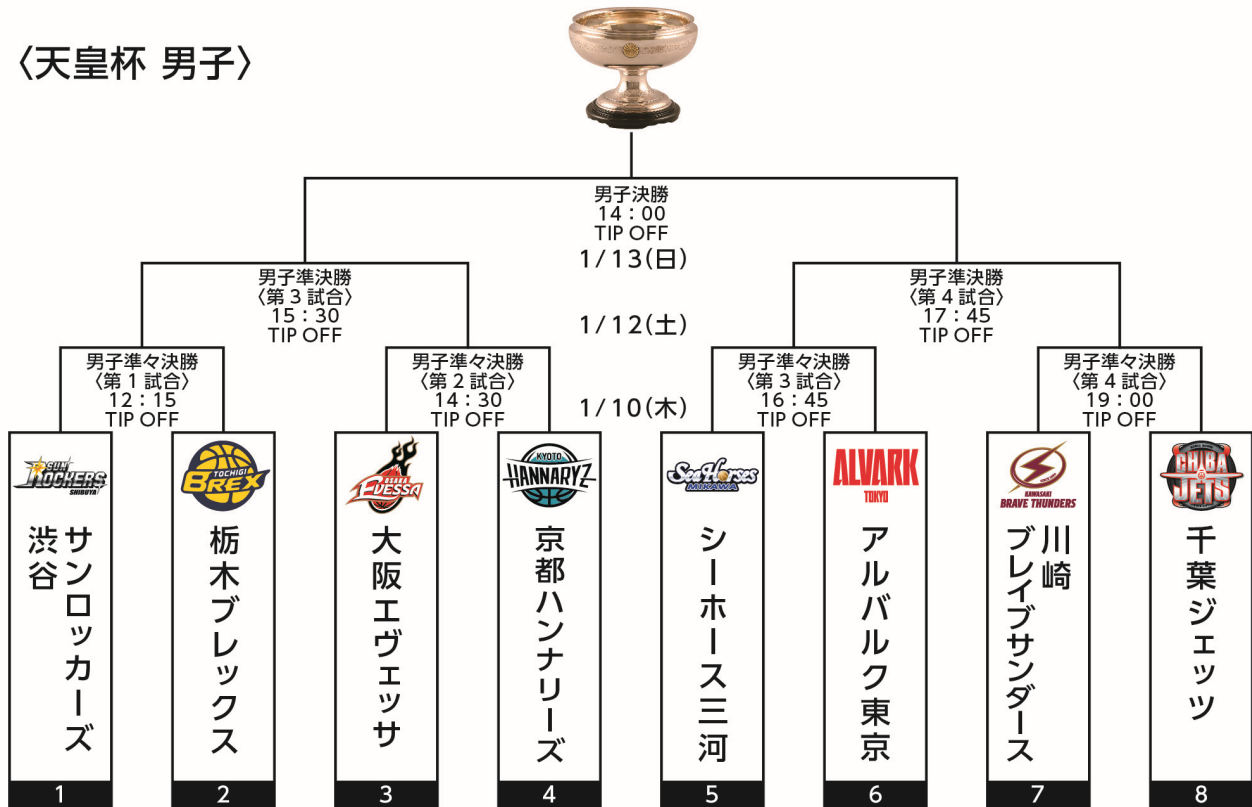 〈天皇杯 男子〉
男子決勝
14：00
TIP OFF
1/13(日)
男子準決勝
〈第3試合〉
15：30
TIP OFF
男子準決勝
〈第4試合〉
17：45
TIP OFF
1/12(土)
男子準々決勝
〈第1試合〉
12：15
TIP OFF
男子準々決勝
〈第2試合〉
14：30
TIP OFF
男子準々決勝
〈第3試合〉
16：45
TIP OFF
男子準々決勝
〈第4試合〉
19：00
TIP OFF
1/10(木)
SUN
ROCKERS
SHIBUYA
サンロッカーズ
渋谷
1
TOCHIGI
BREX
栃木ブレックス
2
OSAKA
EVESSA
大阪エヴェッサ
3
KYOTO
HANNARYZ
京都ハンナリーズ
4
SeaHorses
MIKAWA
シーホース三河
5
ALVARK
TOKYO
アルバルク東京
6
KAWASAKI
BRAVE THUNDERS
川崎
ブレイブサンダース
7
CHIBA
JETS
千葉ジェッツ
8